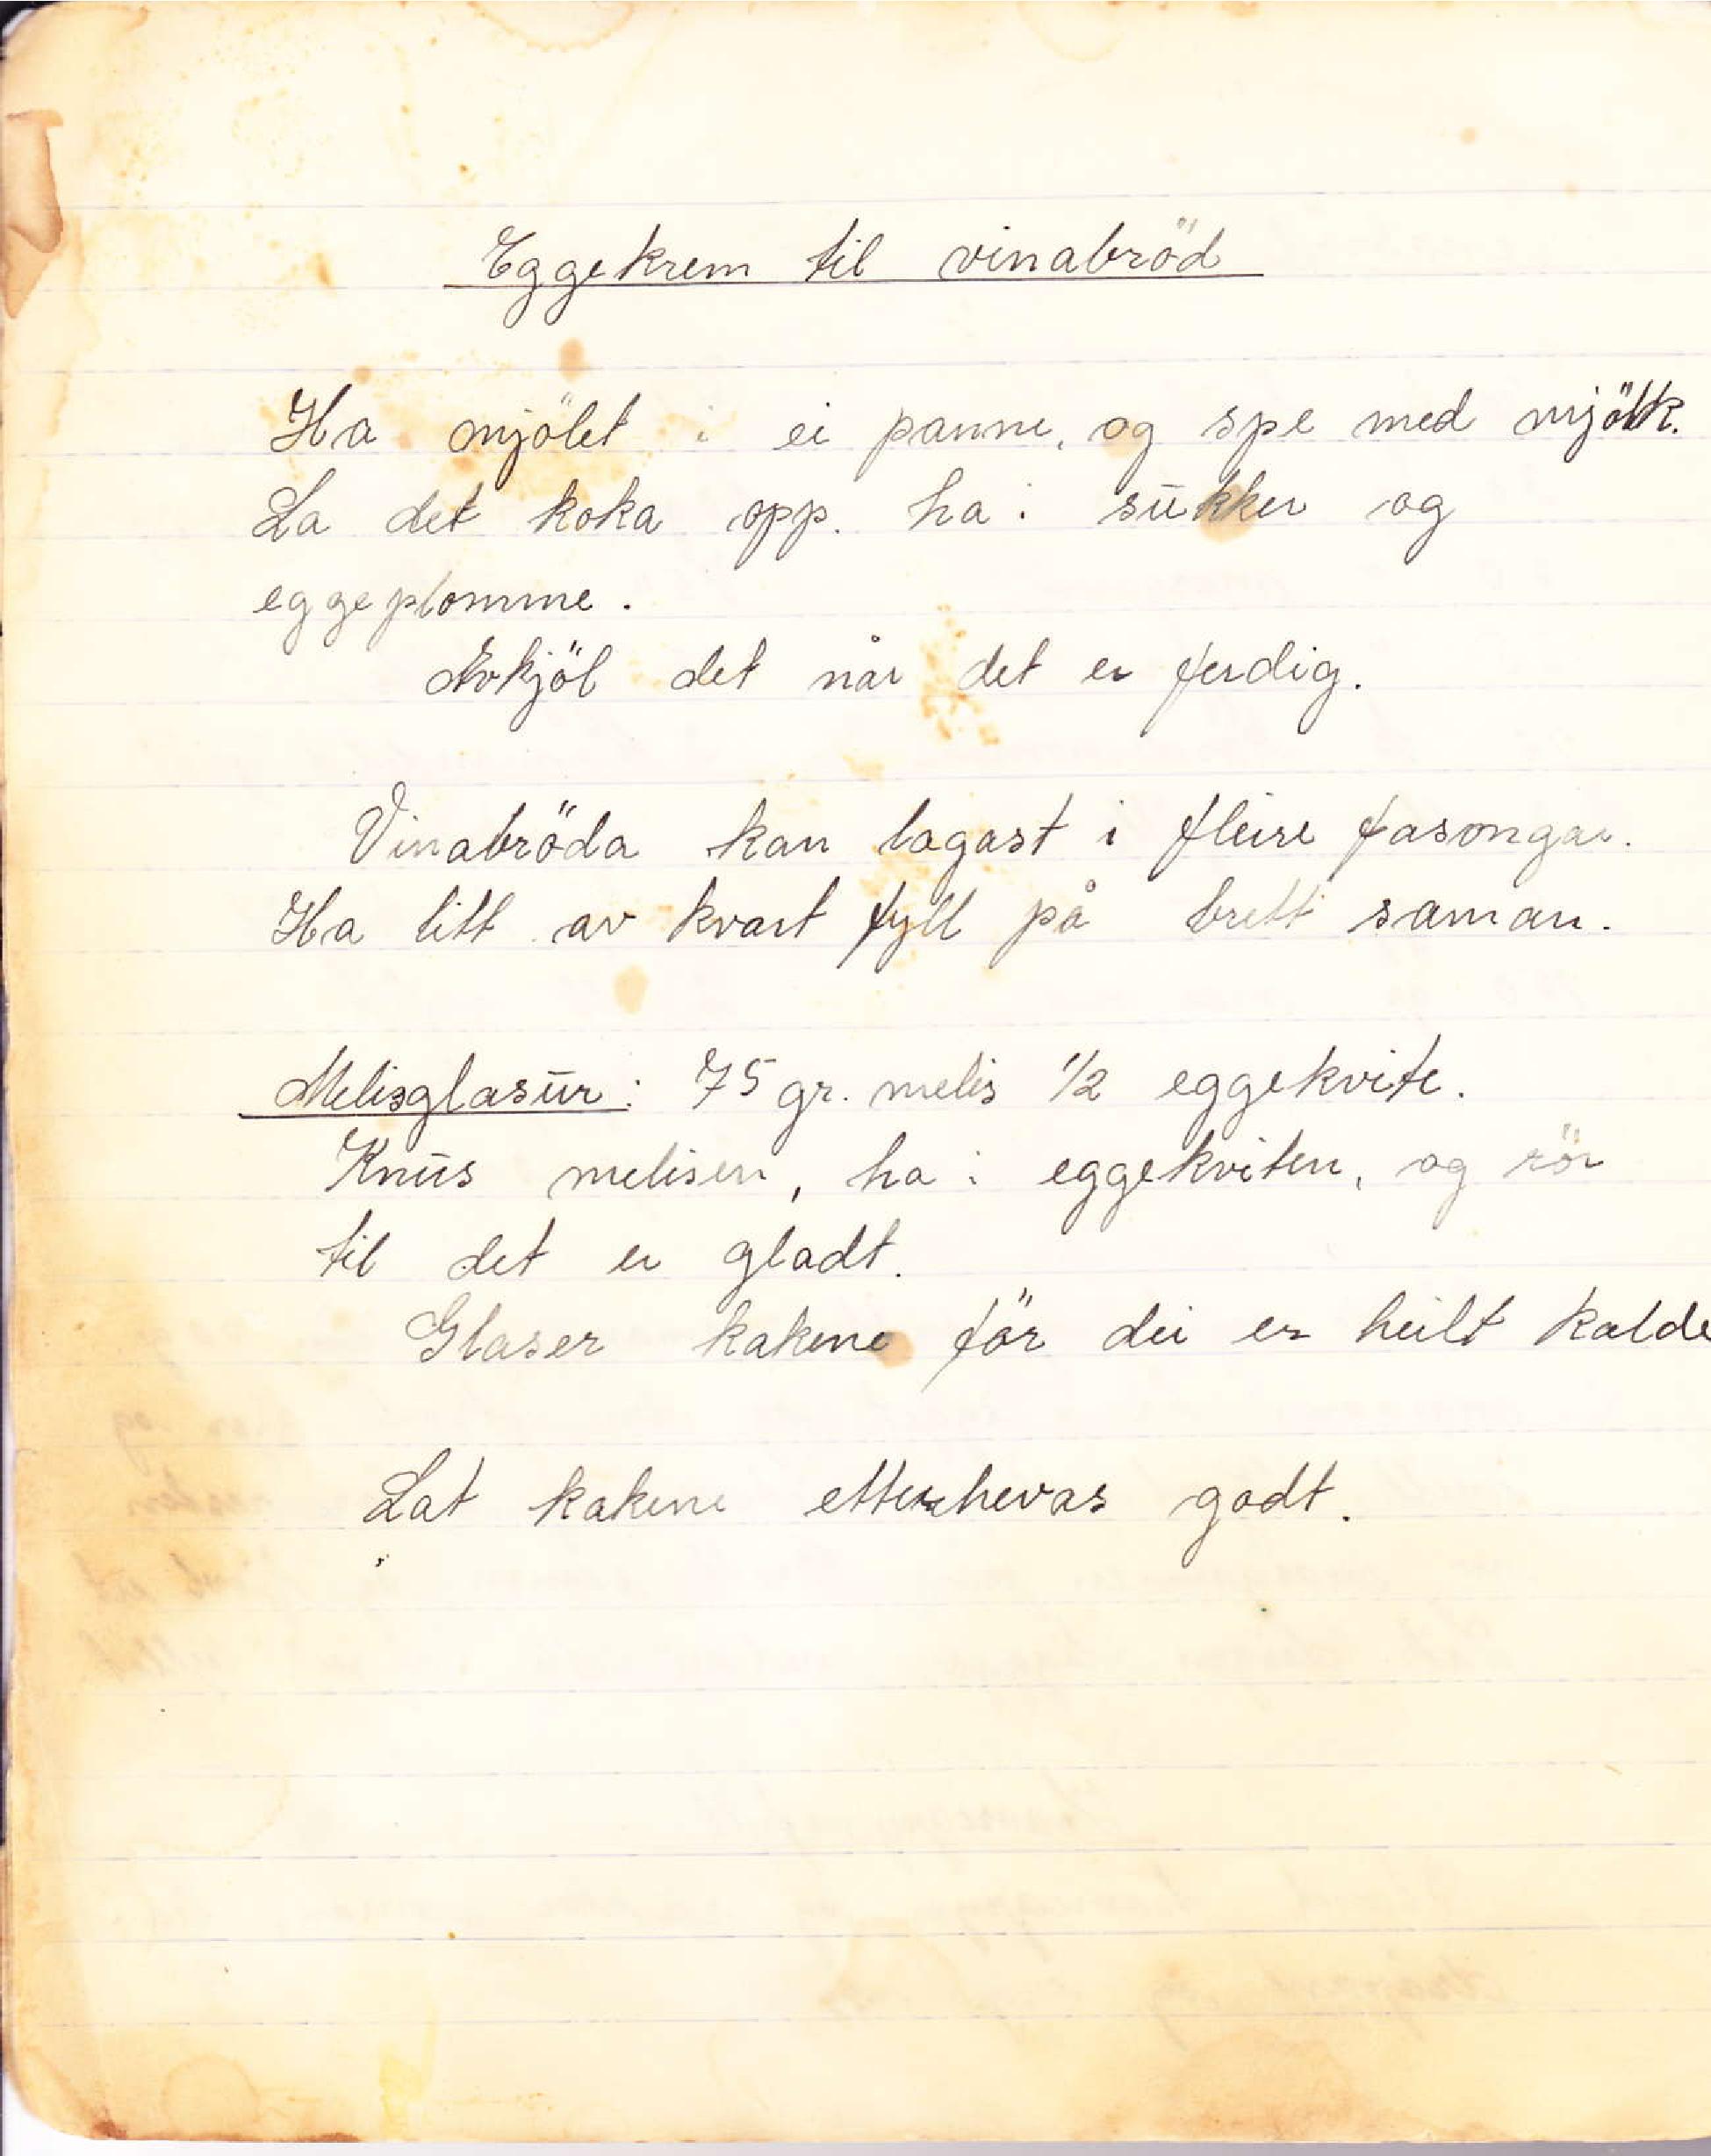 Eggekrem til vinabröd
Ha mjölet i ei panne, og spe med mjölk.
La det koka opp. ha i sukker og
eggeplomme.
Avkjöl det når det er ferdig.
Vinabröda kan lagast i fleire fasongar.
Ha litt av kvart fyll på brett saman.
Melisglasur: 75 gr. melis 1/2 eggekvite.
Knus melisen, ha i eggekviten, og rör
til det er gladt.
Glaser kakene för dei er heilt kalde
Lat kakene etterhevas godt.